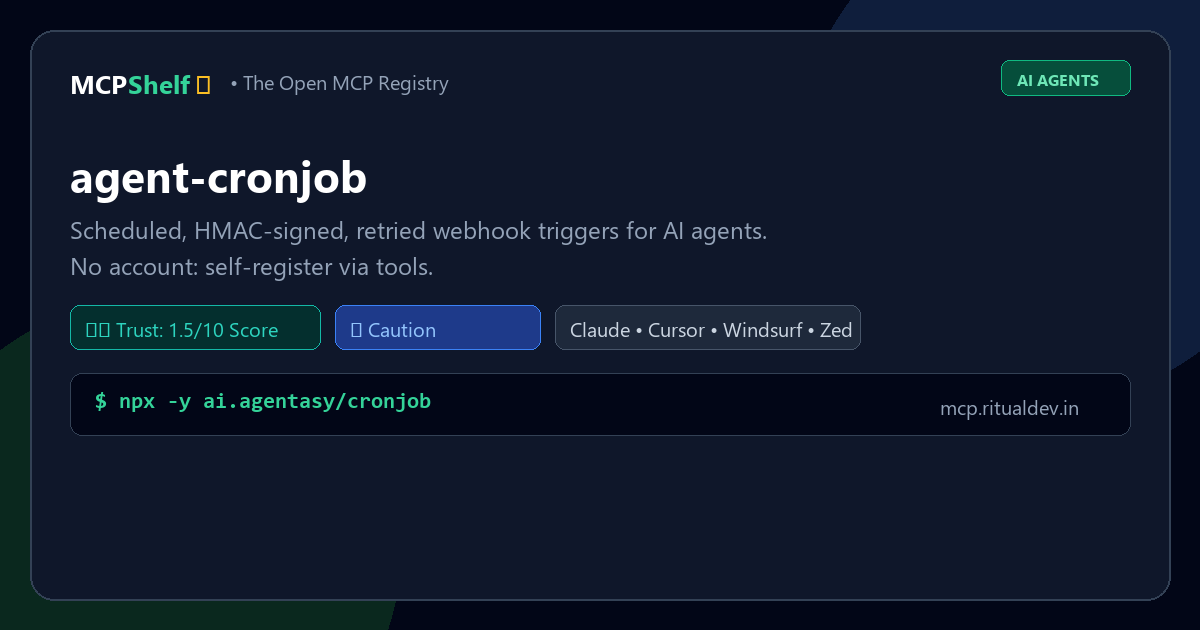 MCPShelf • The Open MCP Registry
AI AGENTS
agent-cronjob
Scheduled, HMAC-signed, retried webhook triggers for AI agents.
No account: self-register via tools.
Trust: 1.5/10 Score
Caution
Claude • Cursor • Windsurf • Zed
$ npx -y ai.agentasy/cronjob
mcp.ritualdev.in